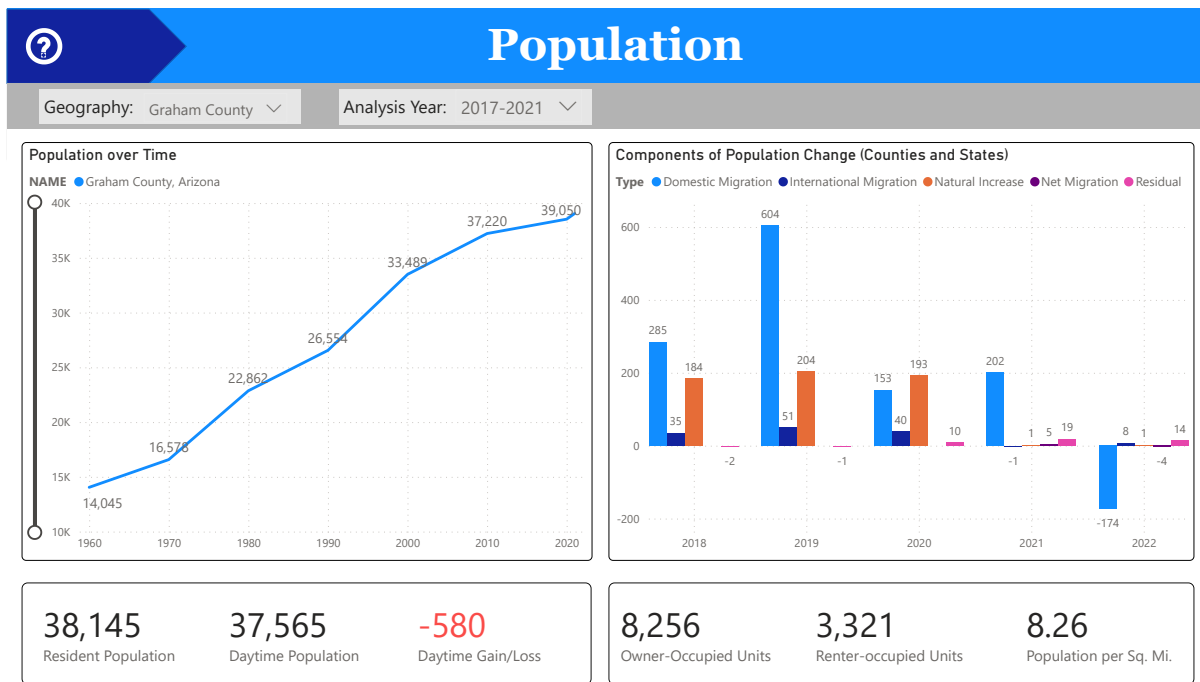 ?
Population
Geography: Graham County
Analysis Year: 2017-2021
Population over Time
NAME Graham County, Arizona
40K
35K
30K
25K
20K
15K
10K
14,045
16,578
22,862
26,554
33,489
37,220
39,050
1960 1970 1980 1990 2000 2010 2020
Components of Population Change (Counties and States)
Type Domestic Migration International Migration Natural Increase Net Migration Residual
600
400
200
0
-200
285 35 184 -2
604 51 204 -1
153 40 193 10
202 -1 1 5 19
-174 8 1 -4 14
2018 2019 2020 2021 2022
38,145 37,565 -580
Resident Population Daytime Population Daytime Gain/Loss
8,256 3,321 8.26
Owner-Occupied Units Renter-occupied Units Population per Sq. Mi.